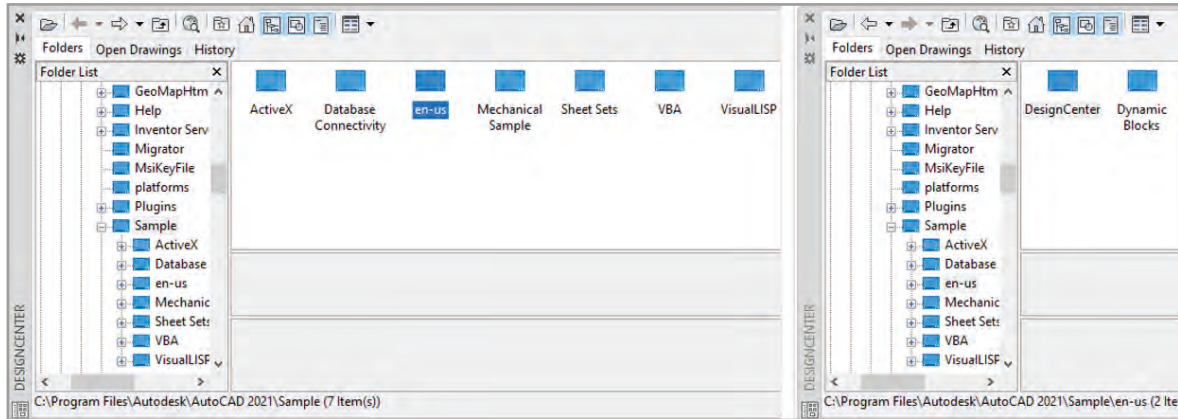 Folders Open Drawings History
Folder List
GeoMapHtm
Help
Inventor Serv
Migrator
MsiKeyFile
platforms
Plugins
Sample
ActiveX
Database
en-us
Mechanic
Sheet Sets
VBA
VisualLISP
ActiveX
Database Connectivity
en-us
Mechanical Sample
Sheet Sets
VBA
VisualLISP
DESIGNCENTER
C:\Program Files\Autodesk\AutoCAD 2021\Sample (7 Item(s))
Folders Open Drawings History
Folder List
GeoMapHtm
Help
Inventor Serv
Migrator
MsiKeyFile
platforms
Plugins
Sample
ActiveX
Database
en-us
Mechanic
Sheet Sets
VBA
VisualLISP
DesignCenter
Dynamic Blocks
DESIGNCENTER
C:\Program Files\Autodesk\AutoCAD 2021\Sample\en-us (2 Ite